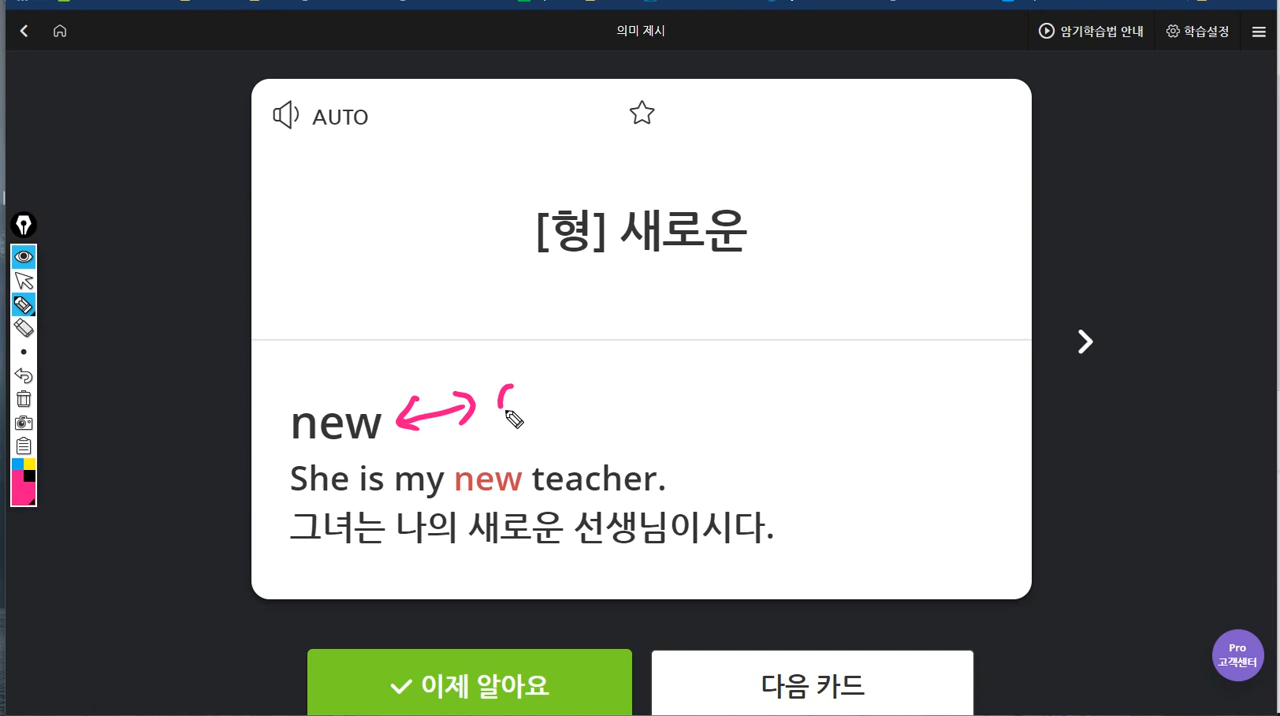 의미 제시
암기학습법 안내
학습설정
AUTO
[형] 새로운
new
She is my new teacher.
그녀는 나의 새로운 선생님이시다.
Pro
고객센터
이제 알아요
다음 카드